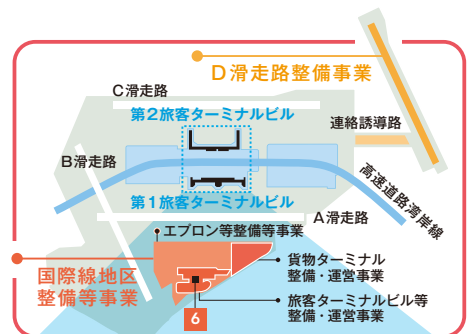 D滑走路整備事業
C滑走路
第2旅客ターミナルビル
連絡誘導路
B滑走路
高速道路湾岸線
第1旅客ターミナルビル
A滑走路
エプロン等整備等事業
国際線地区
整備等事業
貨物ターミナル
整備・運営事業
旅客ターミナルビル等
整備・運営事業
6